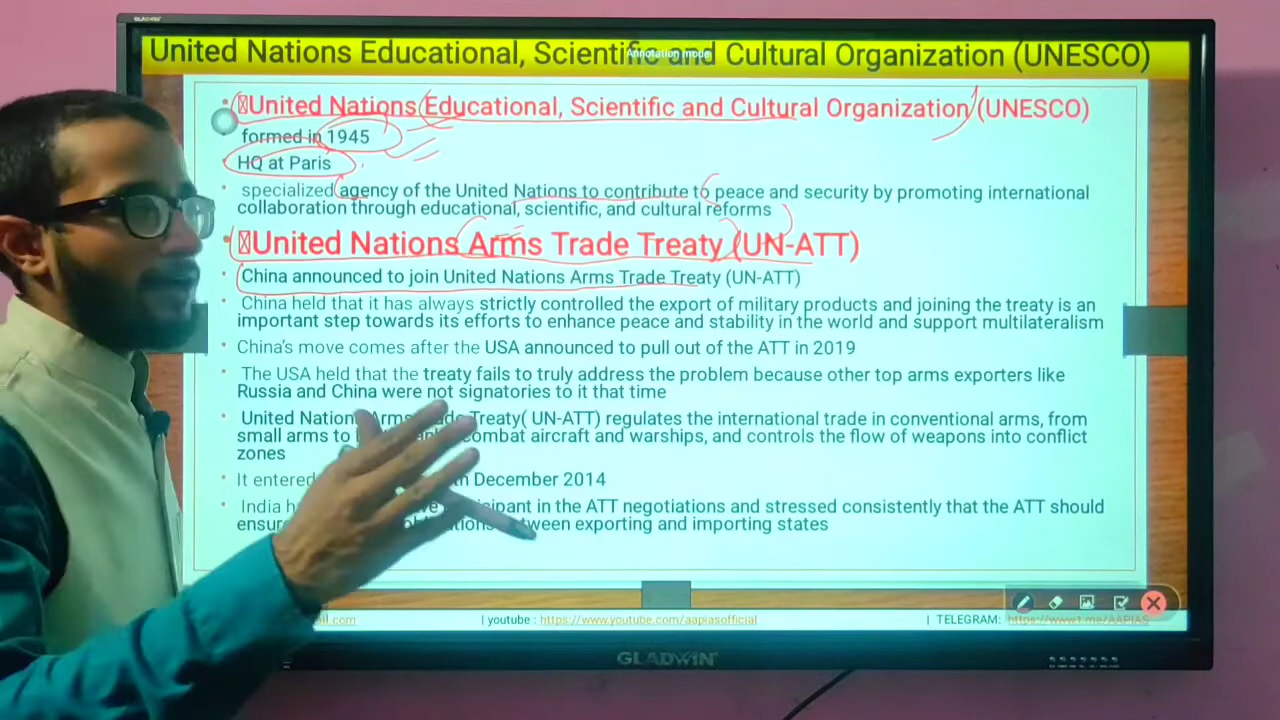 GLADWIN
United Nations Educational, Scientific and Cultural Organization (UNESCO)
Annotation mode
• United Nations Educational, Scientific and Cultural Organization (UNESCO)
formed in 1945
HQ at Paris
• specialized agency of the United Nations to contribute to peace and security by promoting international
collaboration through educational, scientific, and cultural reforms
• United Nations Arms Trade Treaty (UN-ATT)
• China announced to join United Nations Arms Trade Treaty (UN-ATT)
• China held that it has always strictly controlled the export of military products and joining the treaty is an
important step towards its efforts to enhance peace and stability in the world and support multilateralism
• China's move comes after the USA announced to pull out of the ATT in 2019
• The USA held that the treaty fails to truly address the problem because other top arms exporters like
Russia and China were not signatories to it that time
• United Nation Arms Trade Treaty( UN-ATT) regulates the international trade in conventional arms, from
small arms to combat aircraft and warships, and controls the flow of weapons into conflict
zones
• It entered December 2014
• India in the ATT negotiations and stressed consistently that the ATT should
ensure between exporting and importing states
| youtube : https://www.youtube.com/aapiasofficial
| TELEGRAM: https://www.t.me/AAPIAS
GLADWIN